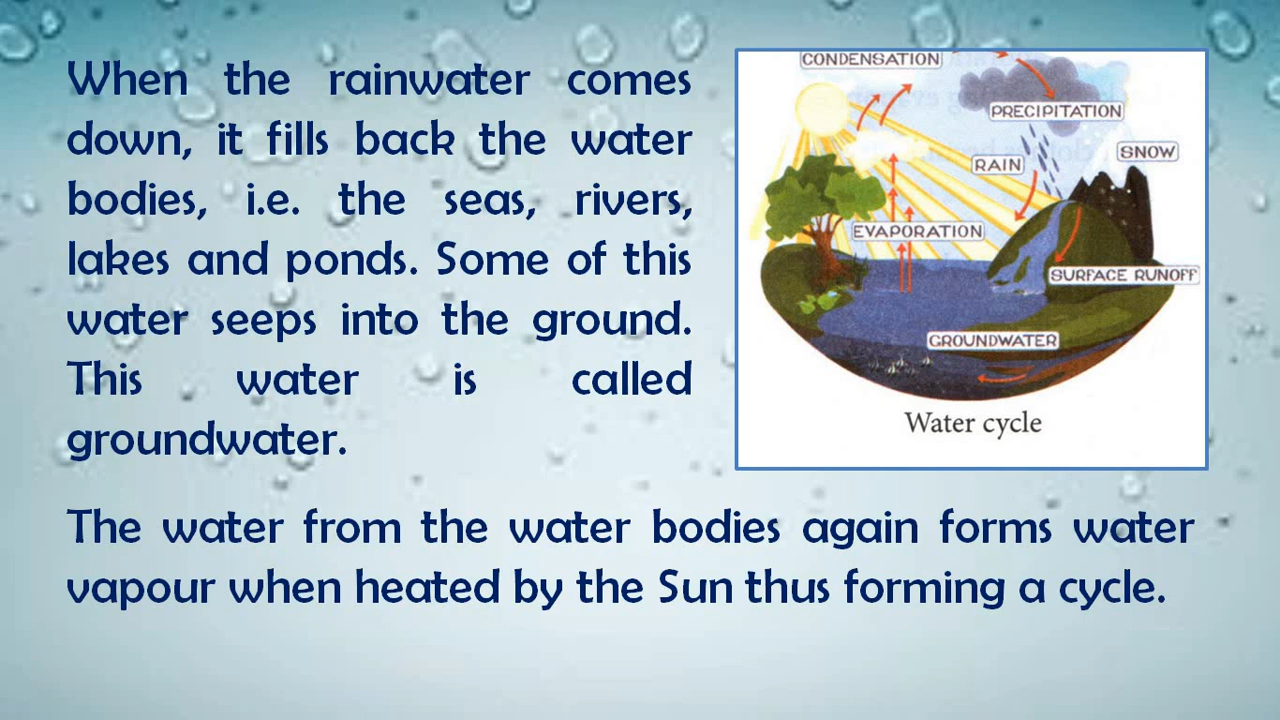 When the rainwater comes
down, it fills back the water
bodies, i.e. the seas, rivers,
lakes and ponds. Some of this
water seeps into the ground.
This water is called
groundwater.
CONDENSATION
PRECIPITATION
RAIN
SNOW
EVAPORATION
SURFACE RUNOFF
GROUNDWATER
Water cycle
The water from the water bodies again forms water
vapour when heated by the Sun thus forming a cycle.